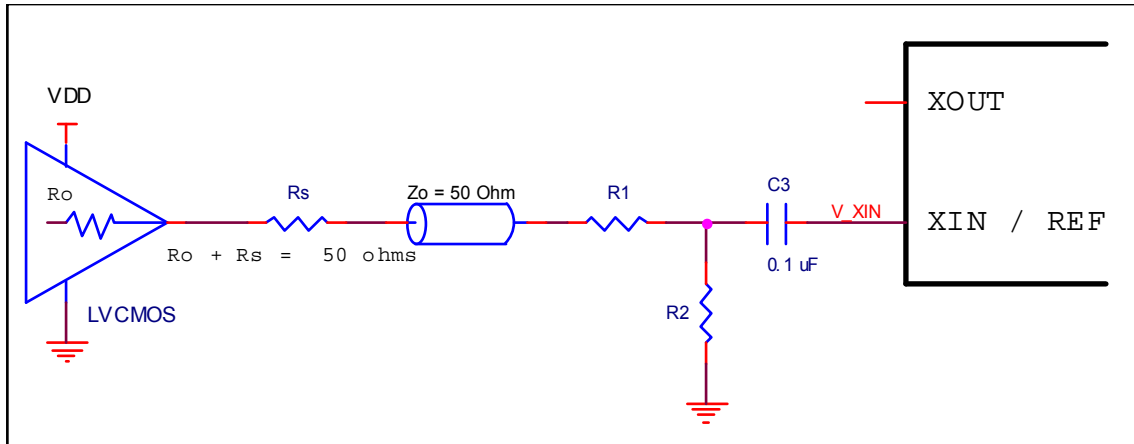 VDD
Ro
Rs
Zo = 50 Ohm
R1
C3
V_XIN
XOUT
XIN / REF
Ro + Rs = 50 ohms
0.1 uF
LVCMOS
R2